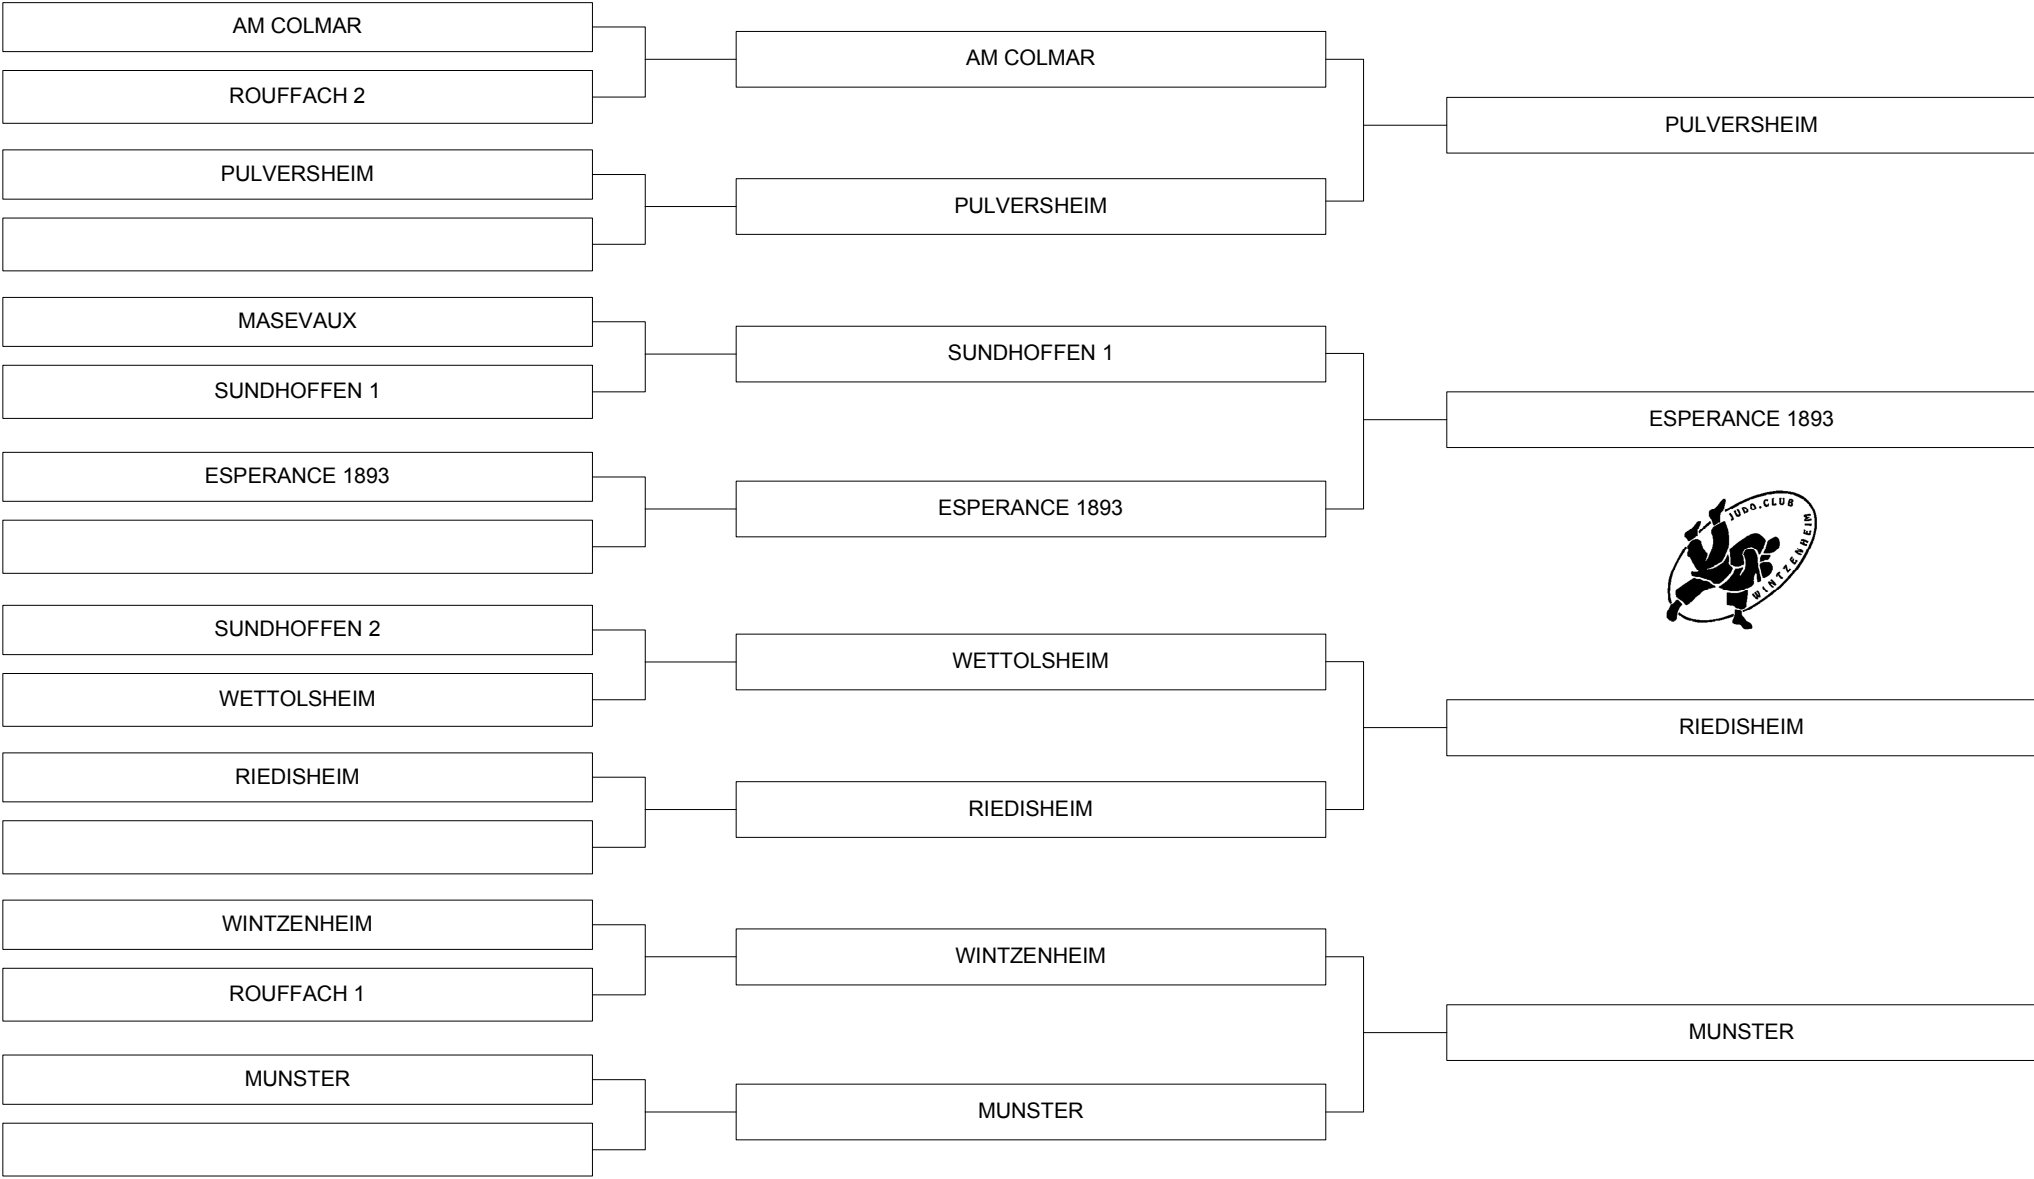 AM COLMAR
ROUFFACH 2
PULVERSHEIM
MASEVAUX
SUNDHOFFEN 1
ESPERANCE 1893
SUNDHOFFEN 2
WETTOLSHEIM
RIEDISHEIM
WINTZENHEIM
ROUFFACH 1
MUNSTER
AM COLMAR
PULVERSHEIM
SUNDHOFFEN 1
ESPERANCE 1893
WETTOLSHEIM
RIEDISHEIM
WINTZENHEIM
MUNSTER
PULVERSHEIM
ESPERANCE 1893
JUDO.CLUB
WINTZENHEIM
RIEDISHEIM
MUNSTER